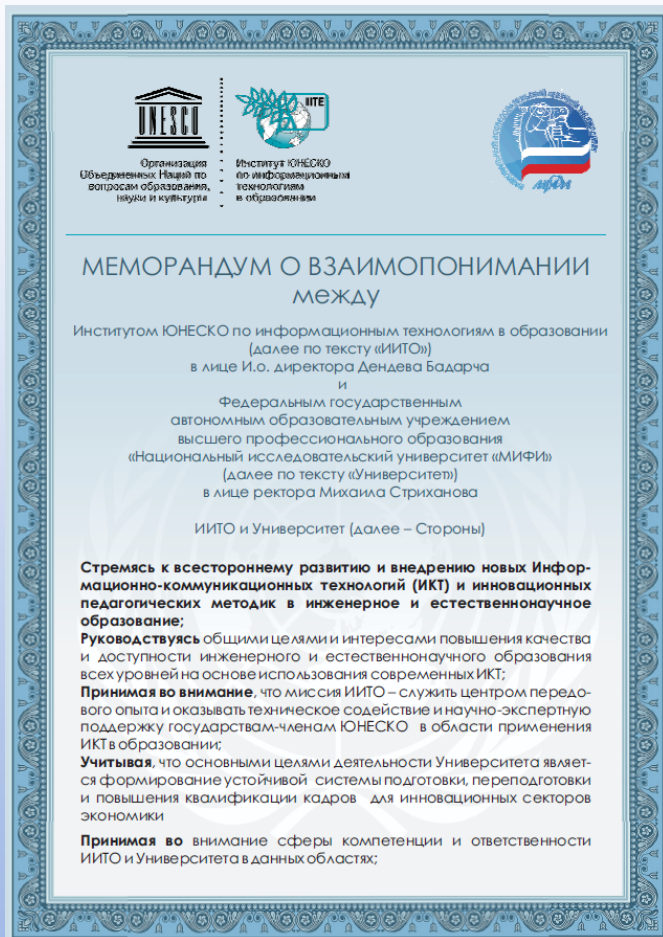 UNESCO
IITE
Организация
Объединенных Наций по
вопросам образования,
науки и культуры
Институт ЮНЕСКО
по информационным
технологиям
в образовании
МИФИ
МЕМОРАНДУМ О ВЗАИМОПОНИМАНИИ
между
Институтом ЮНЕСКО по информационным технологиям в образовании
(далее по тексту «ИИТО»)
в лице И.о. директора Дендева Бадарча
и
Федеральным государственным
автономным образовательным учреждением
высшего профессионального образования
«Национальный исследовательский университет «МИФИ»
(далее по тексту «Университет»)
в лице ректора Михаила Стриханова
ИИТО и Университет (далее – Стороны)
Стремясь к всестороннему развитию и внедрению новых Инфор-
мационно-коммуникационных технологий (ИКТ) и инновационных
педагогических методик в инженерное и естественнонаучное
образование;
Руководствуясь общими целями и интересами повышения качества
и доступности инженерного и естественнонаучного образования
всех уровней на основе использования современных ИКТ;
Принимая во внимание, что миссия ИИТО – служить центром передо-
вого опыта и оказывать техническое содействие и научно-экспертную
поддержку государствам-членам ЮНЕСКО в области применения
ИКТ в образовании;
Учитывая, что основными целями деятельности Университета являет-
ся формирование устойчивой системы подготовки, переподготовки
и повышения квалификации кадров для инновационных секторов
экономики
Принимая во внимание сферы компетенции и ответственности
ИИТО и Университета в данных областях;